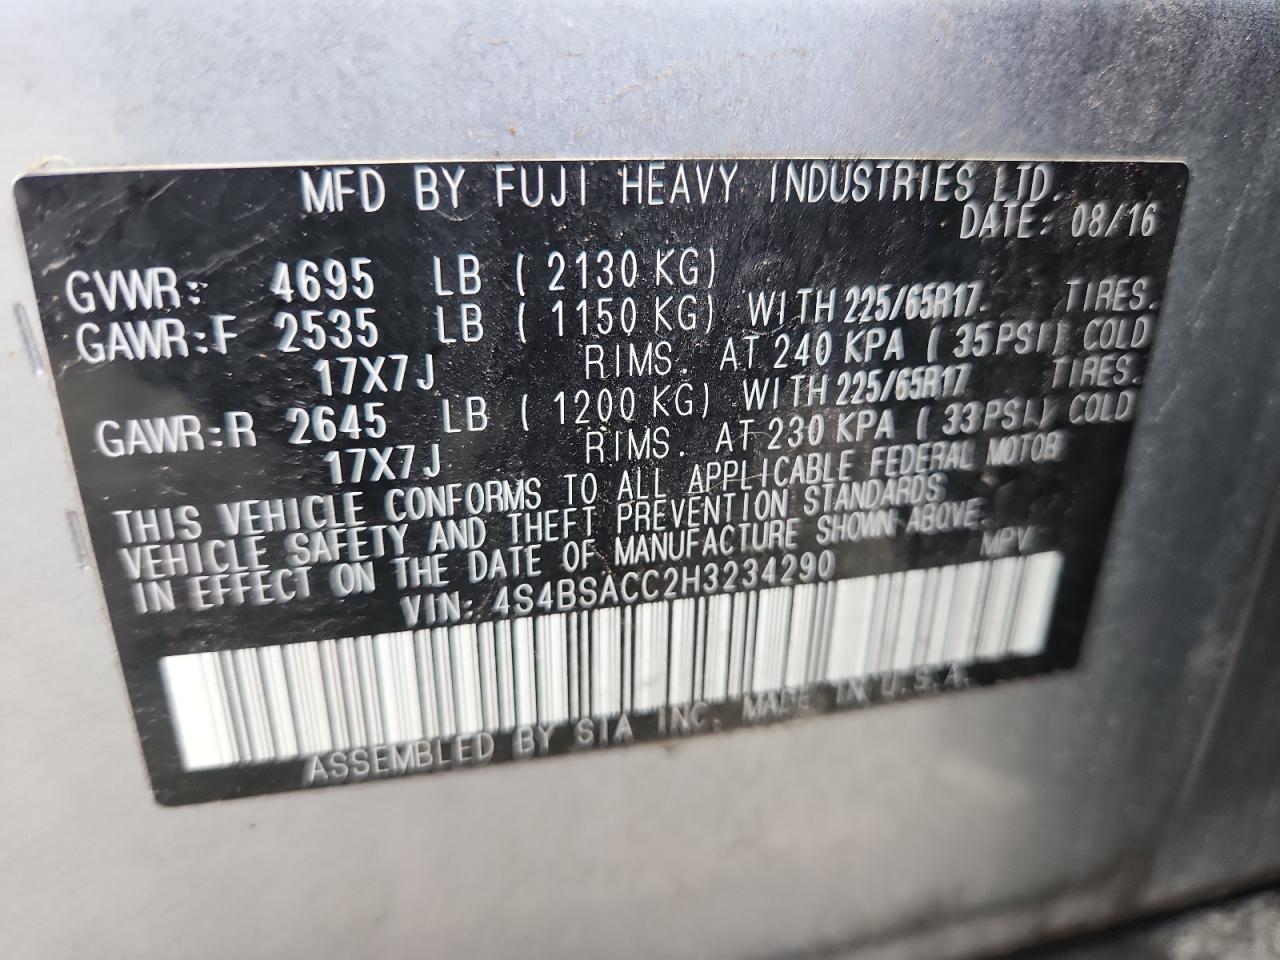 MFD BY FUJI HEAVY INDUSTRIES LTD.
DATE: 08/16
GVWR: 4695 LB ( 2130 KG)
GAWR:F 2535 LB ( 1150 KG) WITH 225/65R17. TIRES.
17X7J RIMS. AT 240 KPA ( 35PSI) COLD
GAWR:R 2645 LB ( 1200 KG) WITH 225/65R17 TIRES.
17X7J RIMS. AT 230 KPA ( 33PSI) COLD
THIS VEHICLE CONFORMS TO ALL APPLICABLE FEDERAL MOTOR
VEHICLE SAFETY AND THEFT PREVENTION STANDARDS
IN EFFECT ON THE DATE OF MANUFACTURE SHOWN ABOVE.
VIN: 4S4BSACC2H3234290 MPV
ASSEMBLED BY SIA INC. MADE IN U.S.A.